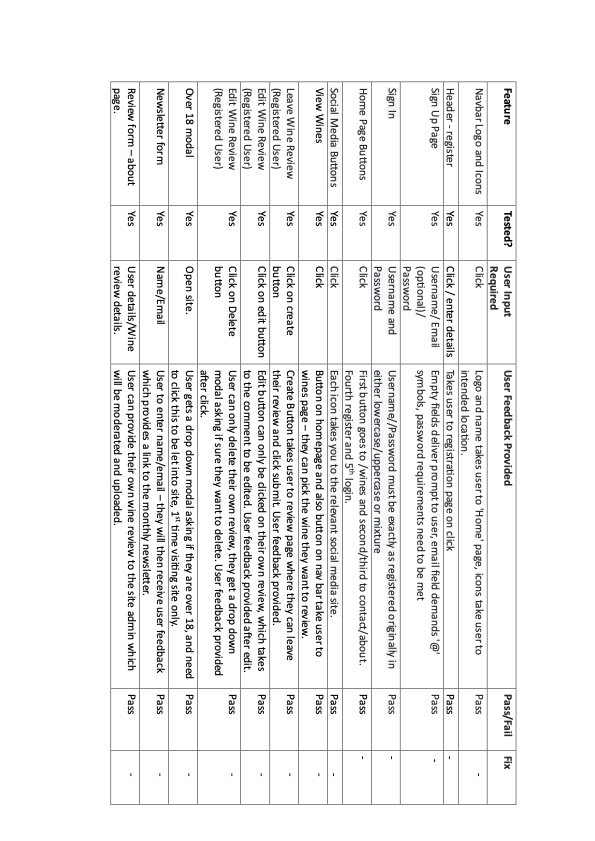 Feature Tested? User Input Required User Feedback Provided Pass/Fail Fix
Navbar Logo and Icons Yes Click Logo and name takes user to 'Home' page, icons take user to intended location. Pass -
Header - register Yes Click / enter details Takes user to registration page on click Pass -
Sign Up Page Yes Username/ Email (optional)/ Password Empty fields deliver prompt to user, email field demands '@' symbols, password requirements need to be met Pass -
Sign In Yes Username and Password Username//Password must be exactly as registered originally in either lowercase/uppercase or mixture Pass -
Home Page Buttons Yes Click First button goes to /wines and second/third to contact/about. Fourth register and 5th login. Pass -
Social Media Buttons Yes Click Each icon takes you to the relevant social media site. Pass -
View Wines Yes Click Button on homepage and also button on nav bar take user to wines page – they can pick the wine they want to review. Pass -
Leave Wine Review (Registered User) Yes Click on create button Create Button takes user to review page where they can leave their review and click submit. User feedback provided. Pass -
Edit Wine Review (Registered User) Yes Click on edit button Edit button can only be clicked on their own review, which takes to the comment to be edited. User feedback provided after edit. Pass -
Edit Wine Review (Registered User) Yes Click on Delete button User can only delete their own review, they get a drop down modal asking if sure they want to delete. User feedback provided after click. Pass -
Over 18 modal Yes Open site. User gets a drop down modal asking if they are over 18, and need to click this to be let into site, 1st time visiting site only. Pass -
Newsletter form Yes Name/Email User to enter name/email – they will then receive user feedback which provides a link to the monthly newsletter. Pass -
Review form – about page. Yes User details/Wine review details. User can provide their own wine review to the site admin which will be moderated and uploaded. Pass -